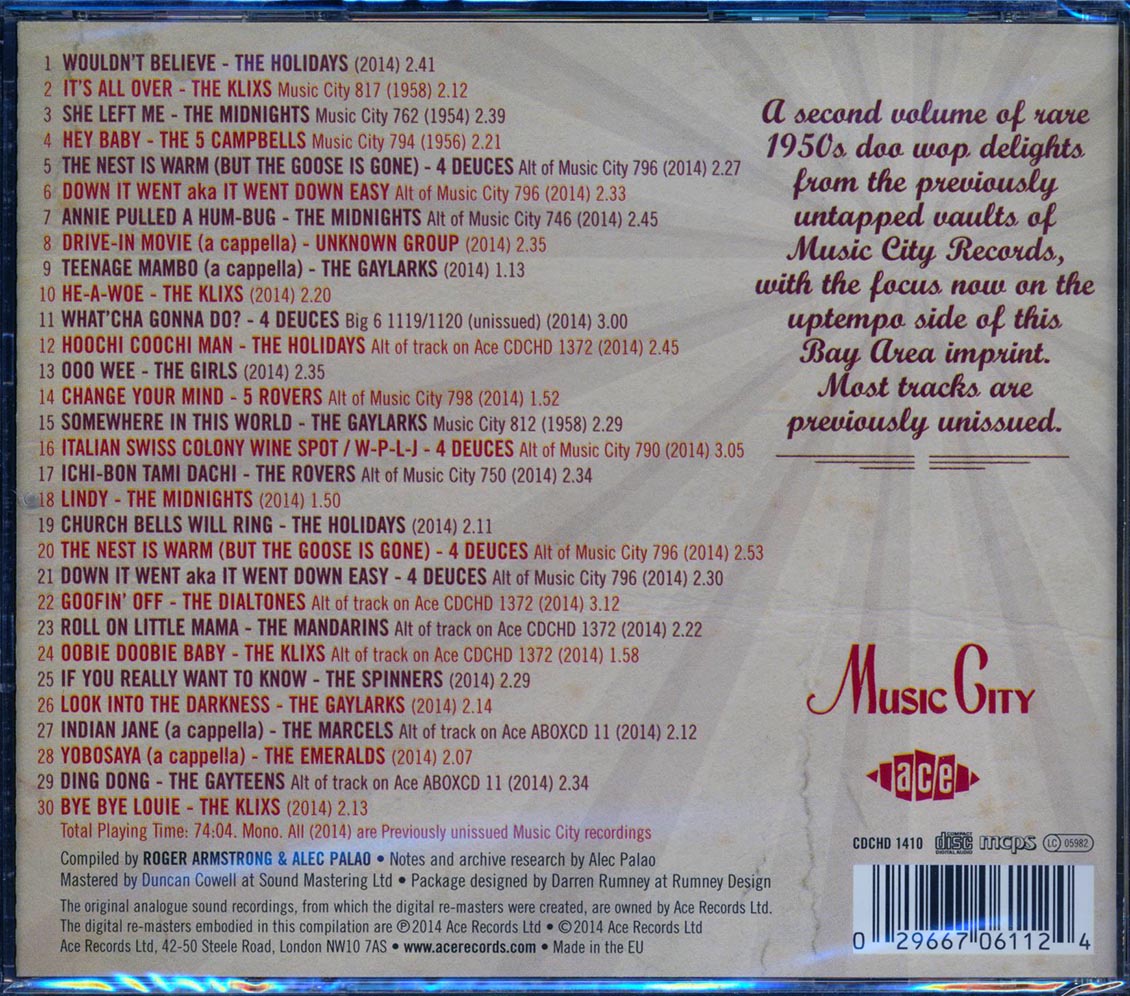 1 WOULDN'T BELIEVE - THE HOLIDAYS (2014) 2.41
2 IT'S ALL OVER - THE KLIXS Music City 817 (1958) 2.12
3 SHE LEFT ME - THE MIDNIGHTS Music City 762 (1954) 2.39
4 HEY BABY - THE 5 CAMPBELLS Music City 794 (1956) 2.21
5 THE NEST IS WARM (BUT THE GOOSE IS GONE) - 4 DEUCES Alt of Music City 796 (2014) 2.27
6 DOWN IT WENT aka IT WENT DOWN EASY Alt of Music City 796 (2014) 2.33
7 ANNIE PULLED A HUM-BUG - THE MIDNIGHTS Alt of Music City 746 (2014) 2.45
8 DRIVE-IN MOVIE (a cappella) - UNKNOWN GROUP (2014) 2.35
9 TEENAGE MAMBO (a cappella) - THE GAYLARKS (2014) 1.13
10 HE-A-WOE - THE KLIXS (2014) 2.20
11 WHAT'CHA GONNA DO? - 4 DEUCES Big 6 1119/1120 (unissued) (2014) 3.00
12 HOOCHI COOCHI MAN - THE HOLIDAYS Alt of track on Ace CDCHD 1372 (2014) 2.45
13 OOO WEE - THE GIRLS (2014) 2.35
14 CHANGE YOUR MIND - 5 ROVERS Alt of Music City 798 (2014) 1.52
15 SOMEWHERE IN THIS WORLD - THE GAYLARKS Music City 812 (1958) 2.29
16 ITALIAN SWISS COLONY WINE SPOT / W-P-L-J - 4 DEUCES Alt of Music City 790 (2014) 3.05
17 ICHI-BON TAMI DACHI - THE ROVERS Alt of Music City 750 (2014) 2.34
18 LINDY - THE MIDNIGHTS (2014) 1.50
19 CHURCH BELLS WILL RING - THE HOLIDAYS (2014) 2.11
20 THE NEST IS WARM (BUT THE GOOSE IS GONE) - 4 DEUCES Alt of Music City 796 (2014) 2.53
21 DOWN IT WENT aka IT WENT DOWN EASY - 4 DEUCES Alt of Music City 796 (2014) 2.30
22 GOOFIN' OFF - THE DIALTONES Alt of track on Ace CDCHD 1372 (2014) 3.12
23 ROLL ON LITTLE MAMA - THE MANDARINS Alt of track on Ace CDCHD 1372 (2014) 2.22
24 OOBIE DOOBIE BABY - THE KLIXS Alt of track on Ace CDCHD 1372 (2014) 1.58
25 IF YOU REALLY WANT TO KNOW - THE SPINNERS (2014) 2.29
26 LOOK INTO THE DARKNESS - THE GAYLARKS (2014) 2.14
27 INDIAN JANE (a cappella) - THE MARCELS Alt of track on Ace ABOXCD 11 (2014) 2.12
28 YOBOSAYA (a cappella) - THE EMERALDS (2014) 2.07
29 DING DONG - THE GAYTEENS Alt of track on Ace ABOXCD 11 (2014) 2.34
30 BYE BYE LOUIE - THE KLIXS (2014) 2.13
Total Playing Time: 74:04. Mono. All (2014) are Previously unissued Music City recordings
Compiled by ROGER ARMSTRONG & ALEC PALAO • Notes and archive research by Alec Palao
Mastered by Duncan Cowell at Sound Mastering Ltd • Package designed by Darren Rumney at Rumney Design
The original analogue sound recordings, from which the digital re-masters were created, are owned by Ace Records Ltd.
The digital re-masters embodied in this compilation are ℗2014 Ace Records Ltd • ©2014 Ace Records Ltd
Ace Records Ltd, 42-50 Steele Road, London NW10 7AS • www.acerecords.com • Made in the EU
A second volume of rare
1950s doo wop delights
from the previously
untapped vaults of
Music City Records,
with the focus now on the
uptempo side of this
Bay Area imprint.
Most tracks are
previously unissued.
MUSIC CITY
ace
CDCHD 1410 COMPACT disc DIGITAL AUDIO mcps LC 05982
0 29667 06112 4